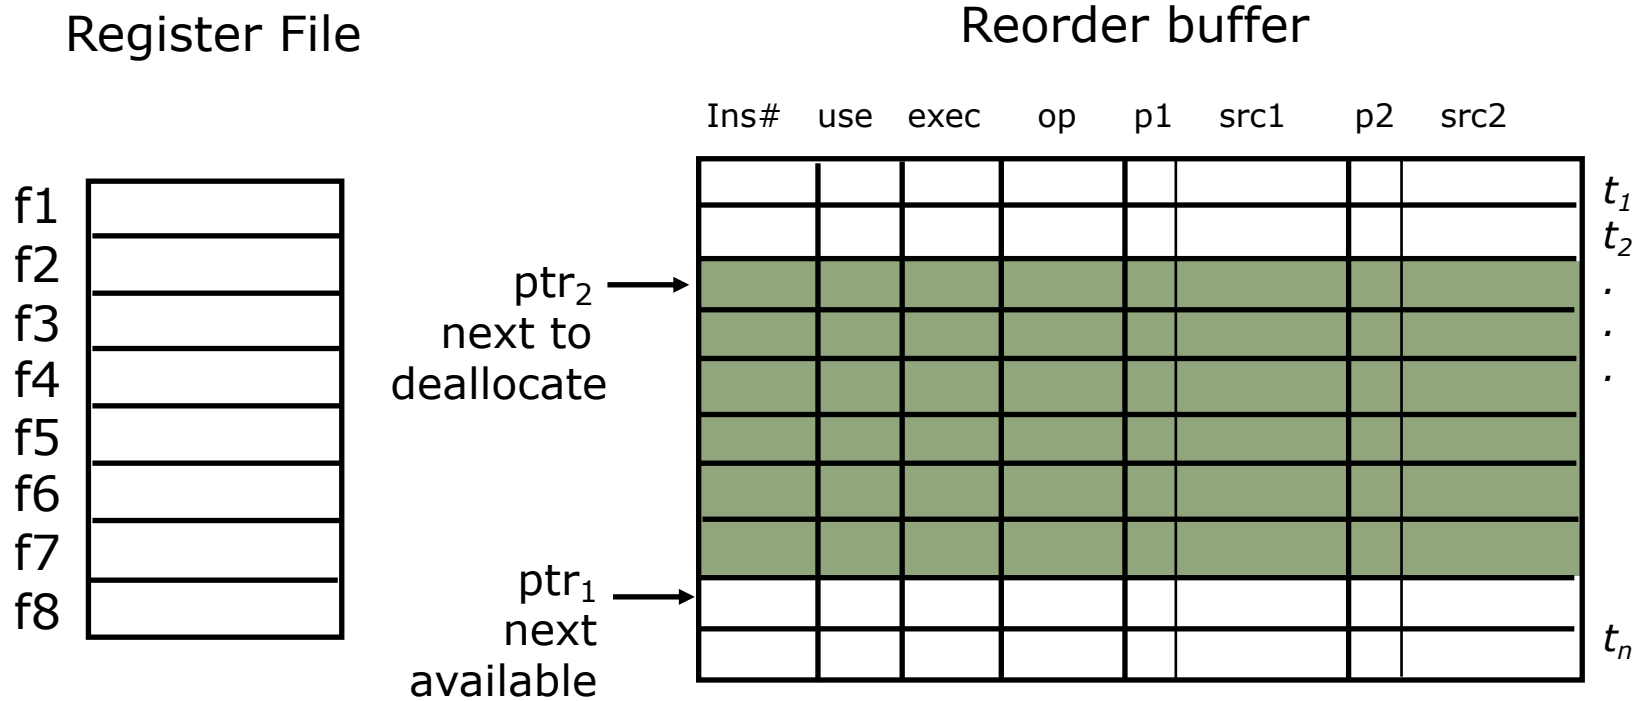 Register File
Reorder buffer
Ins# use exec op p1 src1 p2 src2
f1
f2
f3
f4
f5
f6
f7
f8
ptr₂
next to
deallocate
ptr₁
next
available
t₁
t₂
.
.
.
tₙ